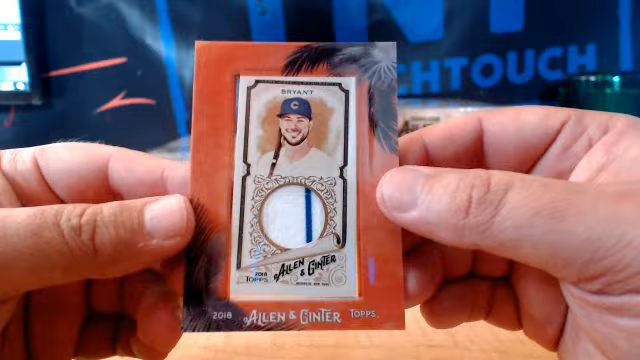 CHTOUCH
BRYANT
C
2018
TOPPS
ALLEN & GINTER
2018 ALLEN & GINTER TOPPS